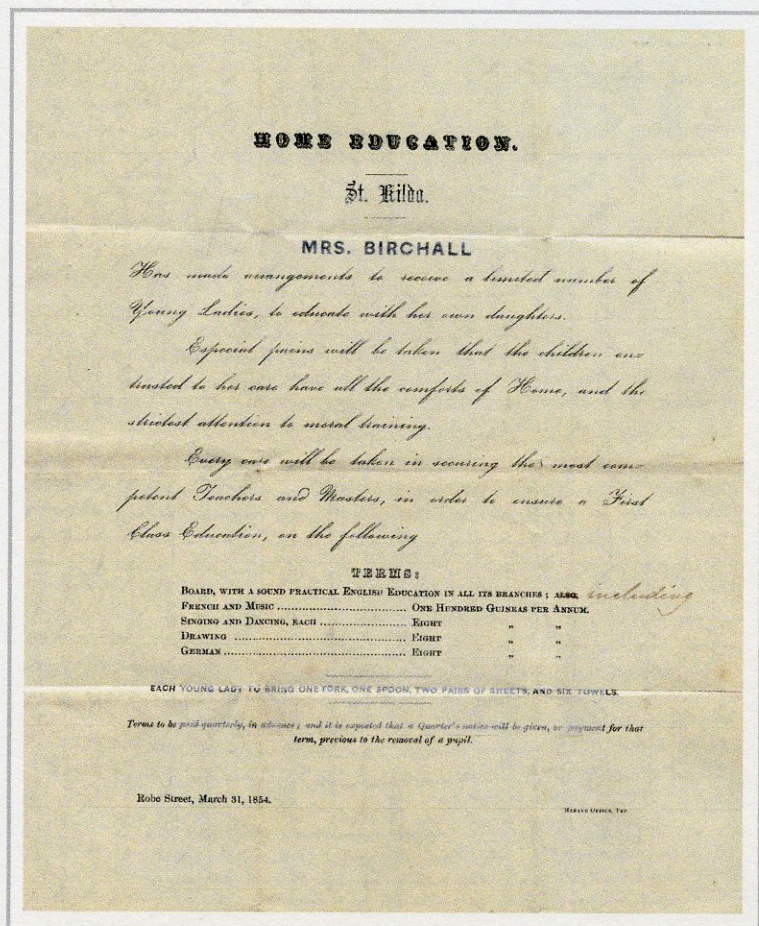 HOME EDUCATION.
St. Kilda.
MRS. BIRCHALL
Has made arrangements to receive a limited number of
Young Ladies, to educate with her own daughters.
Especial pains will be taken that the children en=
trusted to her care have all the comforts of Home, and the
strictest attention to moral training.
Every care will be taken in securing the most com=
petent Teachers and Masters, in order to ensure a First
Class Education, on the following
TERMS:
BOARD, WITH A SOUND PRACTICAL ENGLISH EDUCATION IN ALL ITS BRANCHES; ALSO, including
FRENCH AND MUSIC ........ ONE HUNDRED GUINEAS PER ANNUM.
SINGING AND DANCING, EACH ........ EIGHT " "
DRAWING ........ EIGHT " "
GERMAN ........ EIGHT " "
EACH YOUNG LADY TO BRING ONE FORK, ONE SPOON, TWO PAIRS OF SHEETS, AND SIX TOWELS.
Terms to be paid quarterly, in advance; and it is expected that a Quarter's notice will be given, or payment for that
term, previous to the removal of a pupil.
Robe Street, March 31, 1854.
HERALD OFFICE, TYP